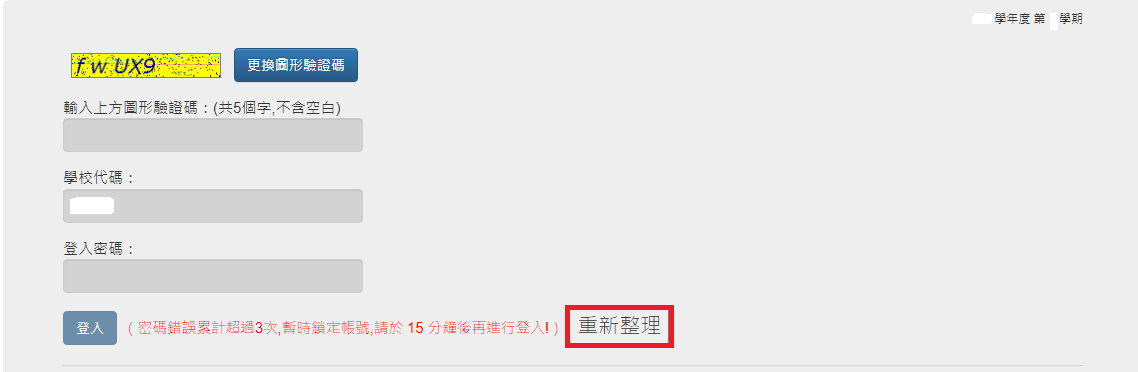 學年度 第 學期
fwUX9
更換圖形驗證碼
輸入上方圖形驗證碼：(共5個字,不含空白)
學校代碼：
登入密碼：
登入 ( 密碼錯誤累計超過3次,暫時鎖定帳號,請於 15 分鐘後再進行登入! ) 重新整理